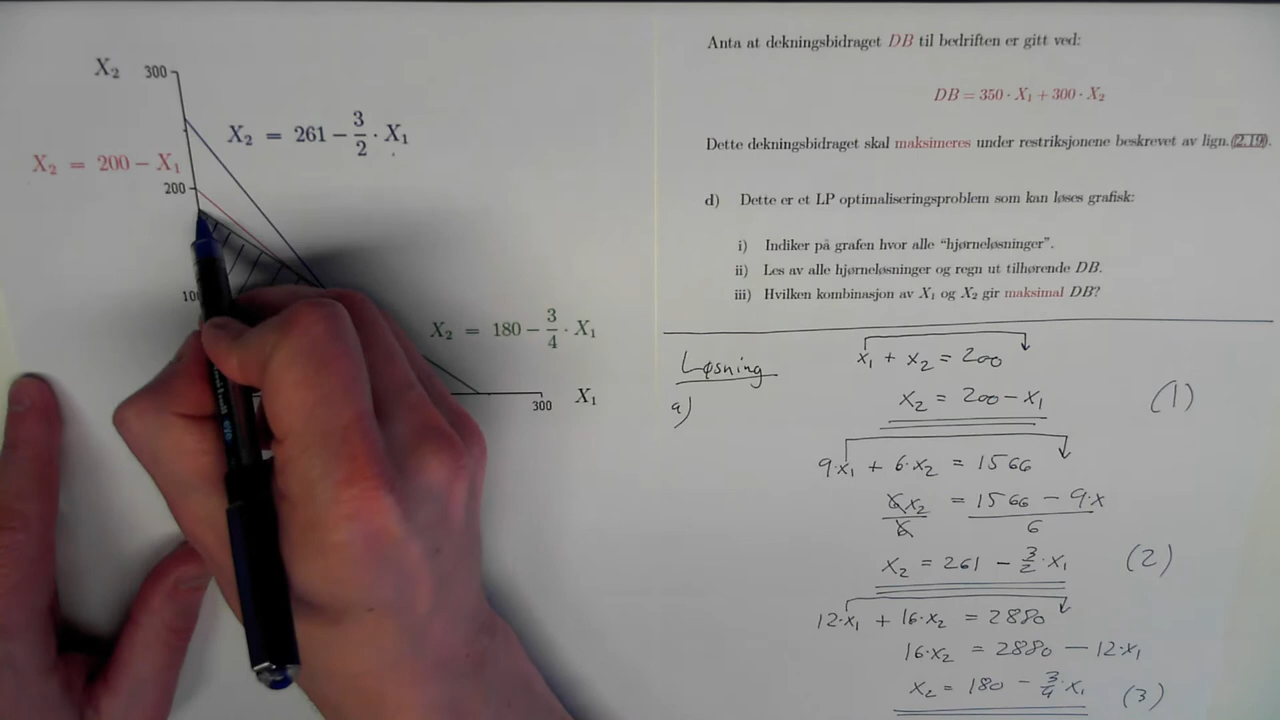 X₂ 300
X₂ = 261 − 3/2 · X₁
X₂ = 200 − X₁
200
10
X₂ = 180 − 3/4 · X₁
300 X₁
Anta at dekningsbidraget DB til bedriften er gitt ved:
DB = 350 · X₁ + 300 · X₂
Dette dekningsbidraget skal maksimeres under restriksjonene beskrevet av lign.(2.19).
d) Dette er et LP optimaliseringsproblem som kan løses grafisk:
i) Indiker på grafen hvor alle “hjørneløsninger”.
ii) Les av alle hjørneløsninger og regn ut tilhørende DB.
iii) Hvilken kombinasjon av X₁ og X₂ gir maksimal DB?
Løsning
a)
x₁ + x₂ = 200
x₂ = 200 − x₁ (1)
9·x₁ + 6·x₂ = 1566
6x₂/6 = (1566 − 9·x)/6
x₂ = 261 − 3/2 · x₁ (2)
12·x₁ + 16·x₂ = 2880
16·x₂ = 2880 − 12·x₁
x₂ = 180 − 3/4 · x₁ (3)